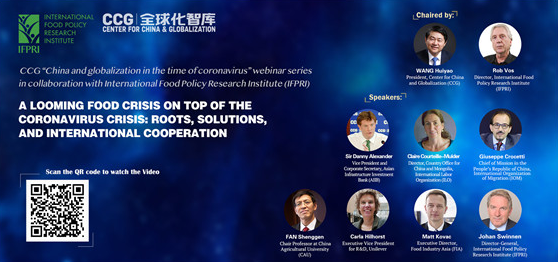 IFPRI
INTERNATIONAL
FOOD POLICY
RESEARCH
INSTITUTE
CCG 全球化智库
CENTER FOR CHINA & GLOBALIZATION
CCG "China and globalization in the time of coronavirus" webinar series
in collaboration with International Food Policy Research Institute (IFPRI)
A LOOMING FOOD CRISIS ON TOP OF THE
CORONAVIRUS CRISIS: ROOTS, SOLUTIONS,
AND INTERNATIONAL COOPERATION
Scan the QR code to watch the Video
Chaired by:
WANG Huiyao
President, Center for China
and Globalization (CCG)
Rob Vos
Director, International Food
Policy Research Institute
(IFPRI)
Speakers:
Sir Danny Alexander
Vice President and
Corporate Secretary, Asian
Infrastructure Investment
Bank (AIIB)
Claire Courteille-Mulder
Director, Country Office for
China and Mongolia,
International Labor
Organization (ILO)
Giuseppe Crocetti
Chief of Mission to the
People's Republic of China,
International Organization
of Migration (IOM)
FAN Shenggen
Chair Professor at China
Agricultural University
(CAU)
Carla Hilhorst
Executive Vice President
for R&D, Unilever
Matt Kovac
Executive Director,
Food Industry Asia (FIA)
Johan Swinnen
Director-General,
International Food Policy
Research Institute (IFPRI)